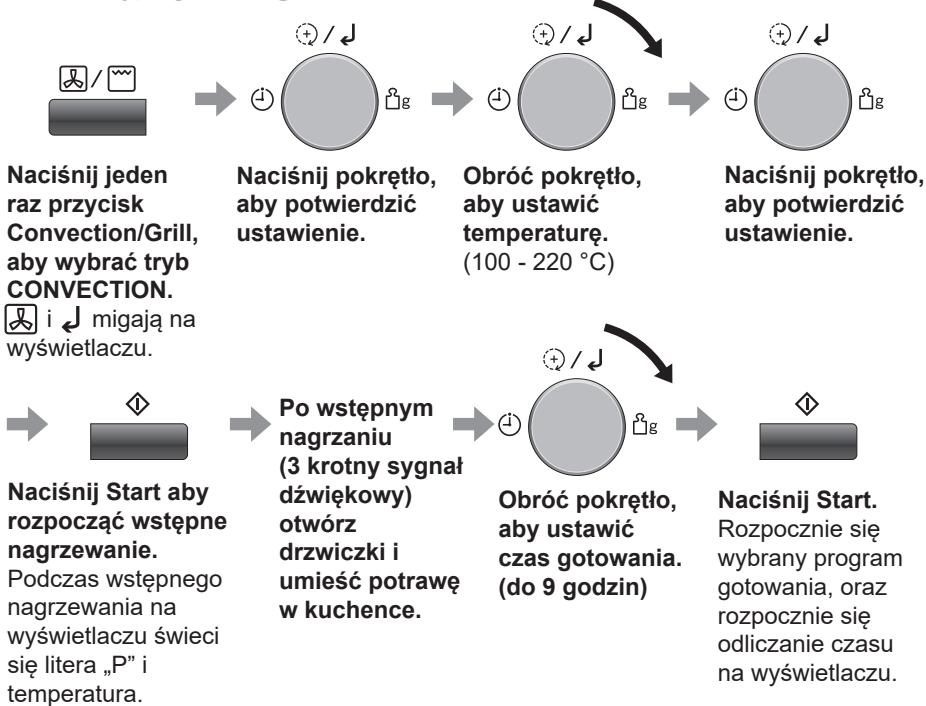 Naciśnij jeden
raz przycisk
Convection/Grill,
aby wybrać tryb
CONVECTION.
i migają na
wyświetlaczu.
g
Naciśnij pokrętło,
aby potwierdzić
ustawienie.
g
Obróć pokrętło,
aby ustawić
temperaturę.
(100 - 220 °C)
g
Naciśnij pokrętło,
aby potwierdzić
ustawienie.
Naciśnij Start aby
rozpocząć wstępne
nagrzewanie.
Podczas wstępnego
nagrzewania na
wyświetlaczu świeci
się litera „P” i
temperatura.
Po wstępnym
nagrzaniu
(3 krotny sygnał
dźwiękowy)
otwórz
drzwiczki i
umieść potrawę
w kuchence.
g
Obróć pokrętło,
aby ustawić
czas gotowania.
(do 9 godzin)
Naciśnij Start.
Rozpocznie się
wybrany program
gotowania, oraz
rozpocznie się
odliczanie czasu
na wyświetlaczu.